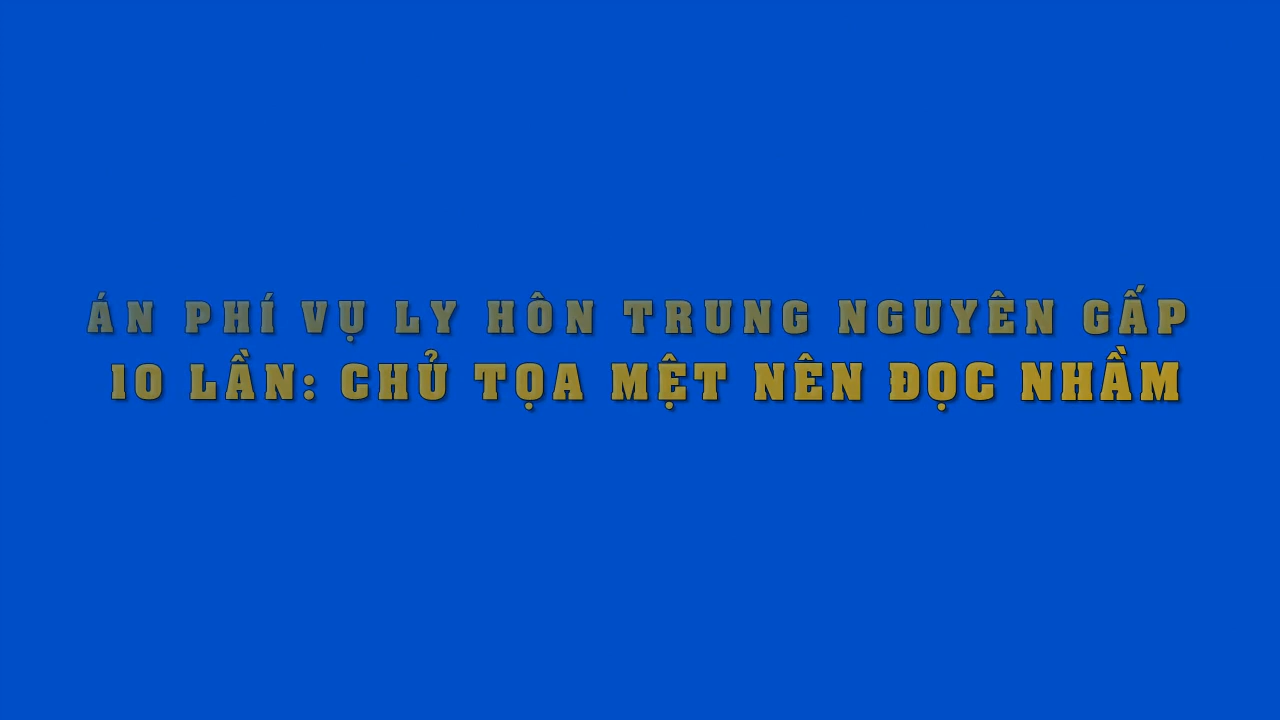 ÁN PHÍ VỤ LY HÔN TRUNG NGUYÊN GẤP
10 LẦN: CHỦ TỌA MỆT NÊN ĐỌC NHẦM